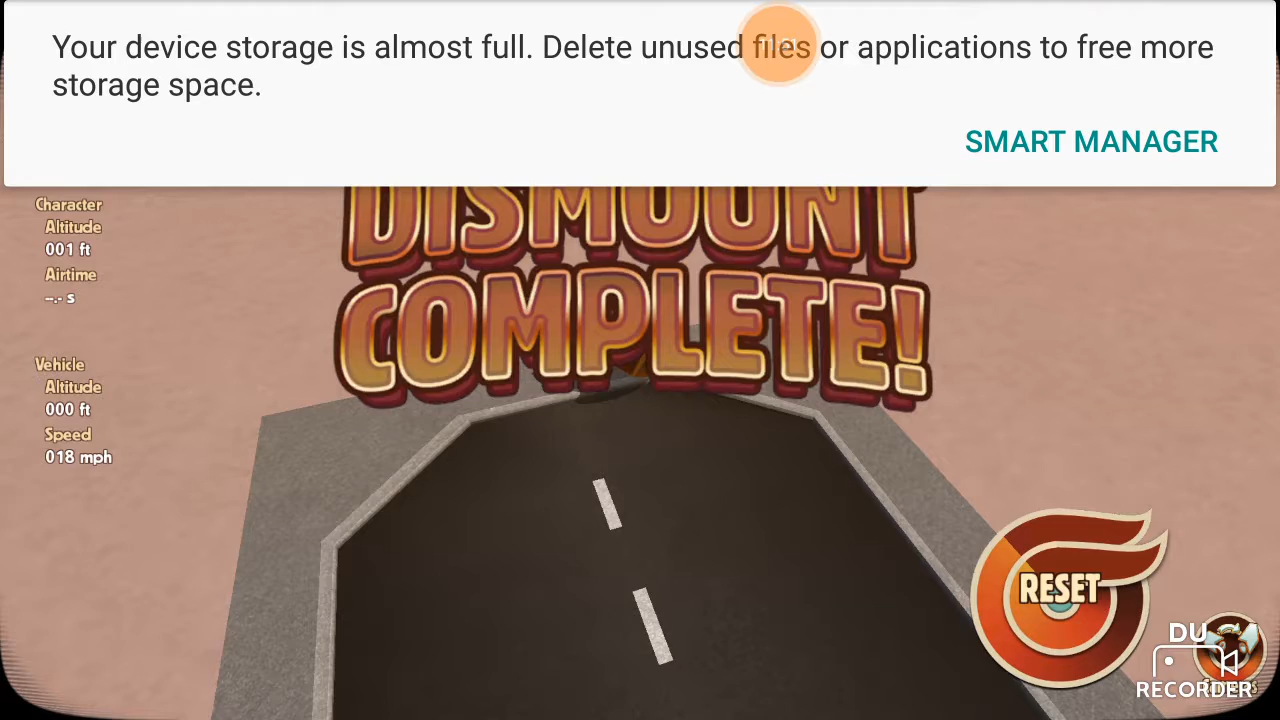 Your device storage is almost full. Delete unused files or applications to free more
storage space.
SMART MANAGER
DISMOUNT
COMPLETE!
Character
Altitude
001 ft
Airtime
-.- s
Vehicle
Altitude
000 ft
Speed
018 mph
RESET
DU
RECORDER